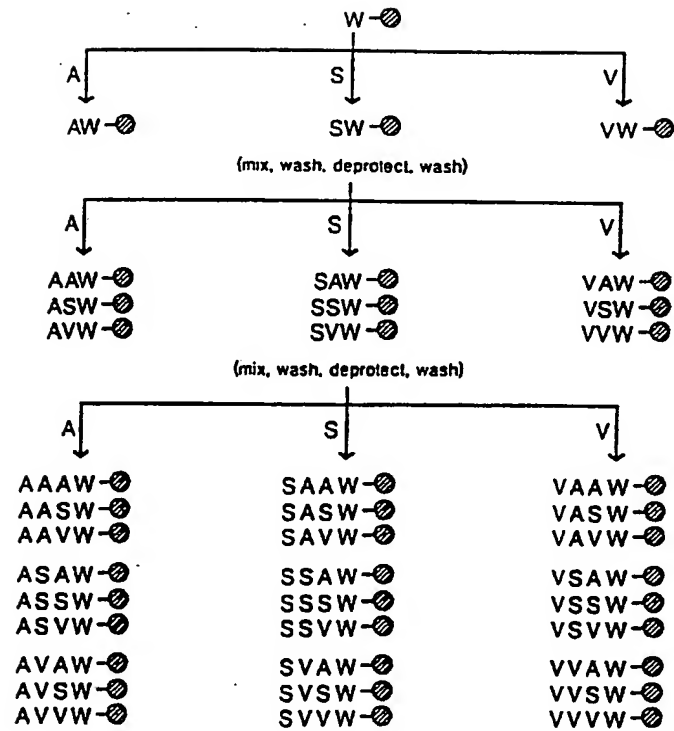 W
A S V
AW SW VW
(mix, wash, deprotect, wash)
A S V
AAW SAW VAW
ASW SSW VSW
AVW SVW VVW
(mix, wash, deprotect, wash)
A S V
AAAW SAAW VAAW
AASW SASW VASW
AAVW SAVW VAVW
ASAW SSAW VSAW
ASSW SSSW VSSW
ASVW SSVW VSVW
AVAW SVAW VVAW
AVSW SVSW VVSW
AVVW SVVW VVVW